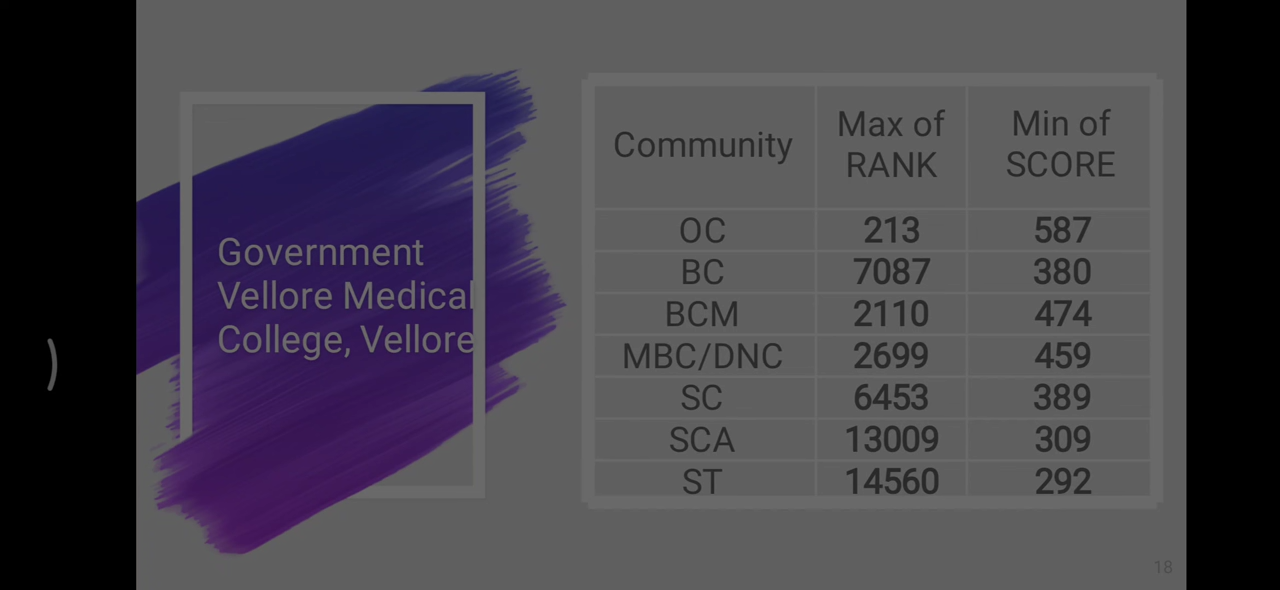 Government
Vellore Medical
College, Vellore
Community Max of RANK Min of SCORE
OC 213 587
BC 7087 380
BCM 2110 474
MBC/DNC 2699 459
SC 6453 389
SCA 13009 309
ST 14560 292
18